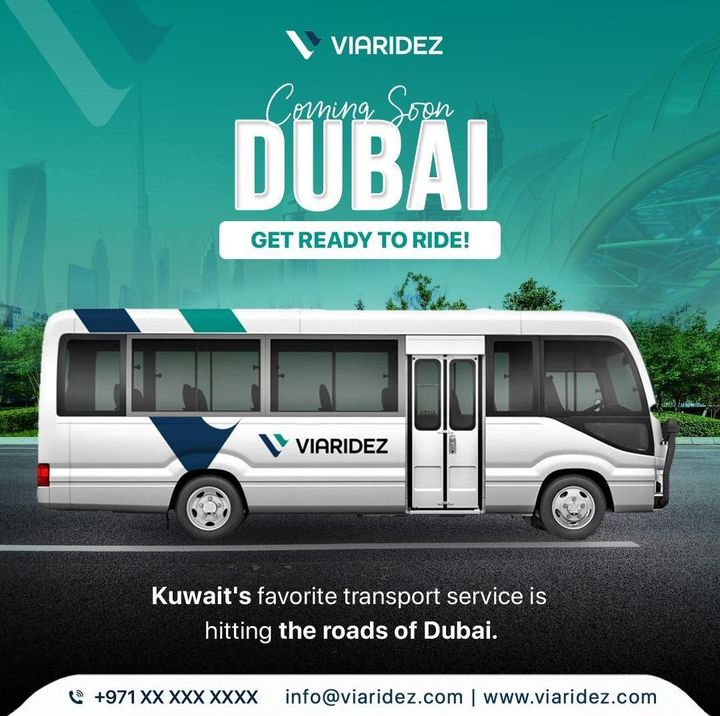 VIARIDEZ
Coming Soon
DUBAI
GET READY TO RIDE!
VIARIDEZ
Kuwait's favorite transport service is
hitting the roads of Dubai.
+971 XX XXX XXXX info@viaridez.com | www.viaridez.com